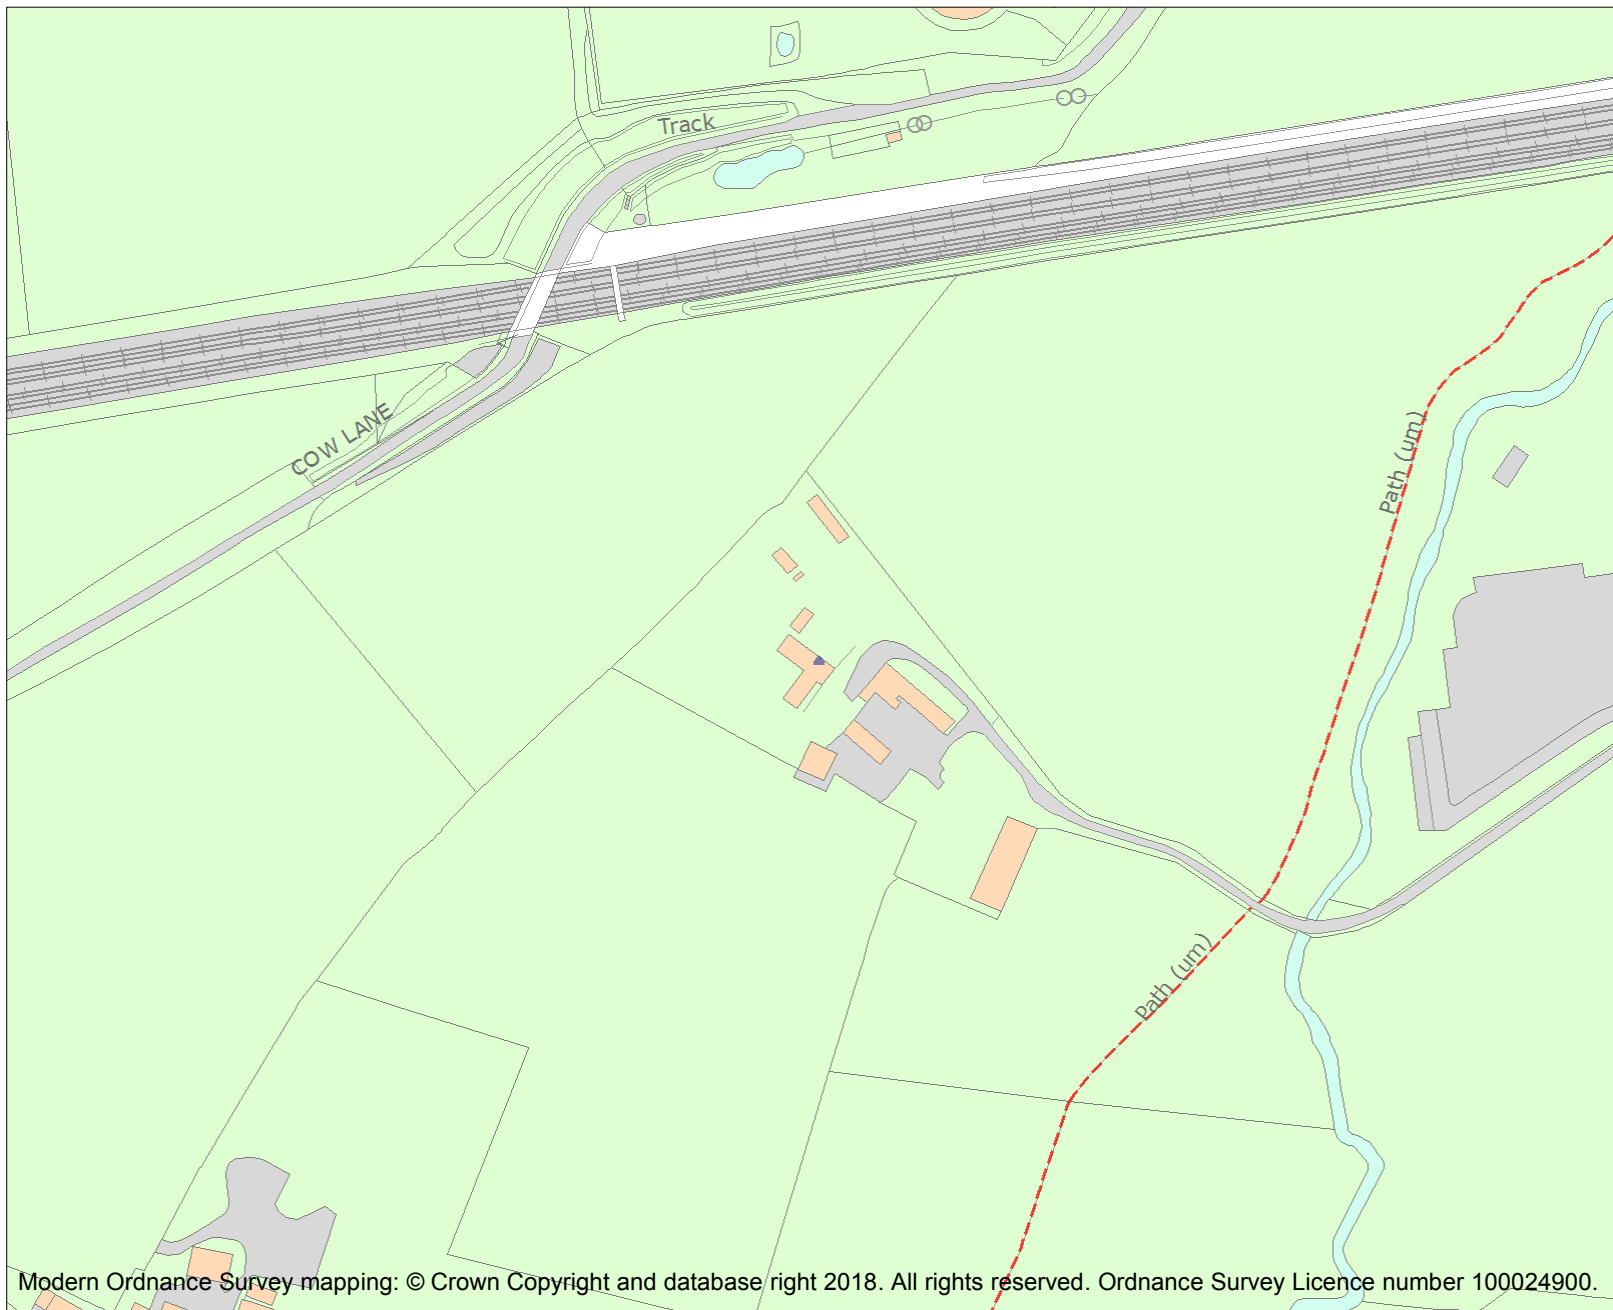 Track
COW LANE
Path (um)
Path (um)
Modern Ordnance Survey mapping: © Crown Copyright and database right 2018. All rights reserved. Ordnance Survey Licence number 100024900.